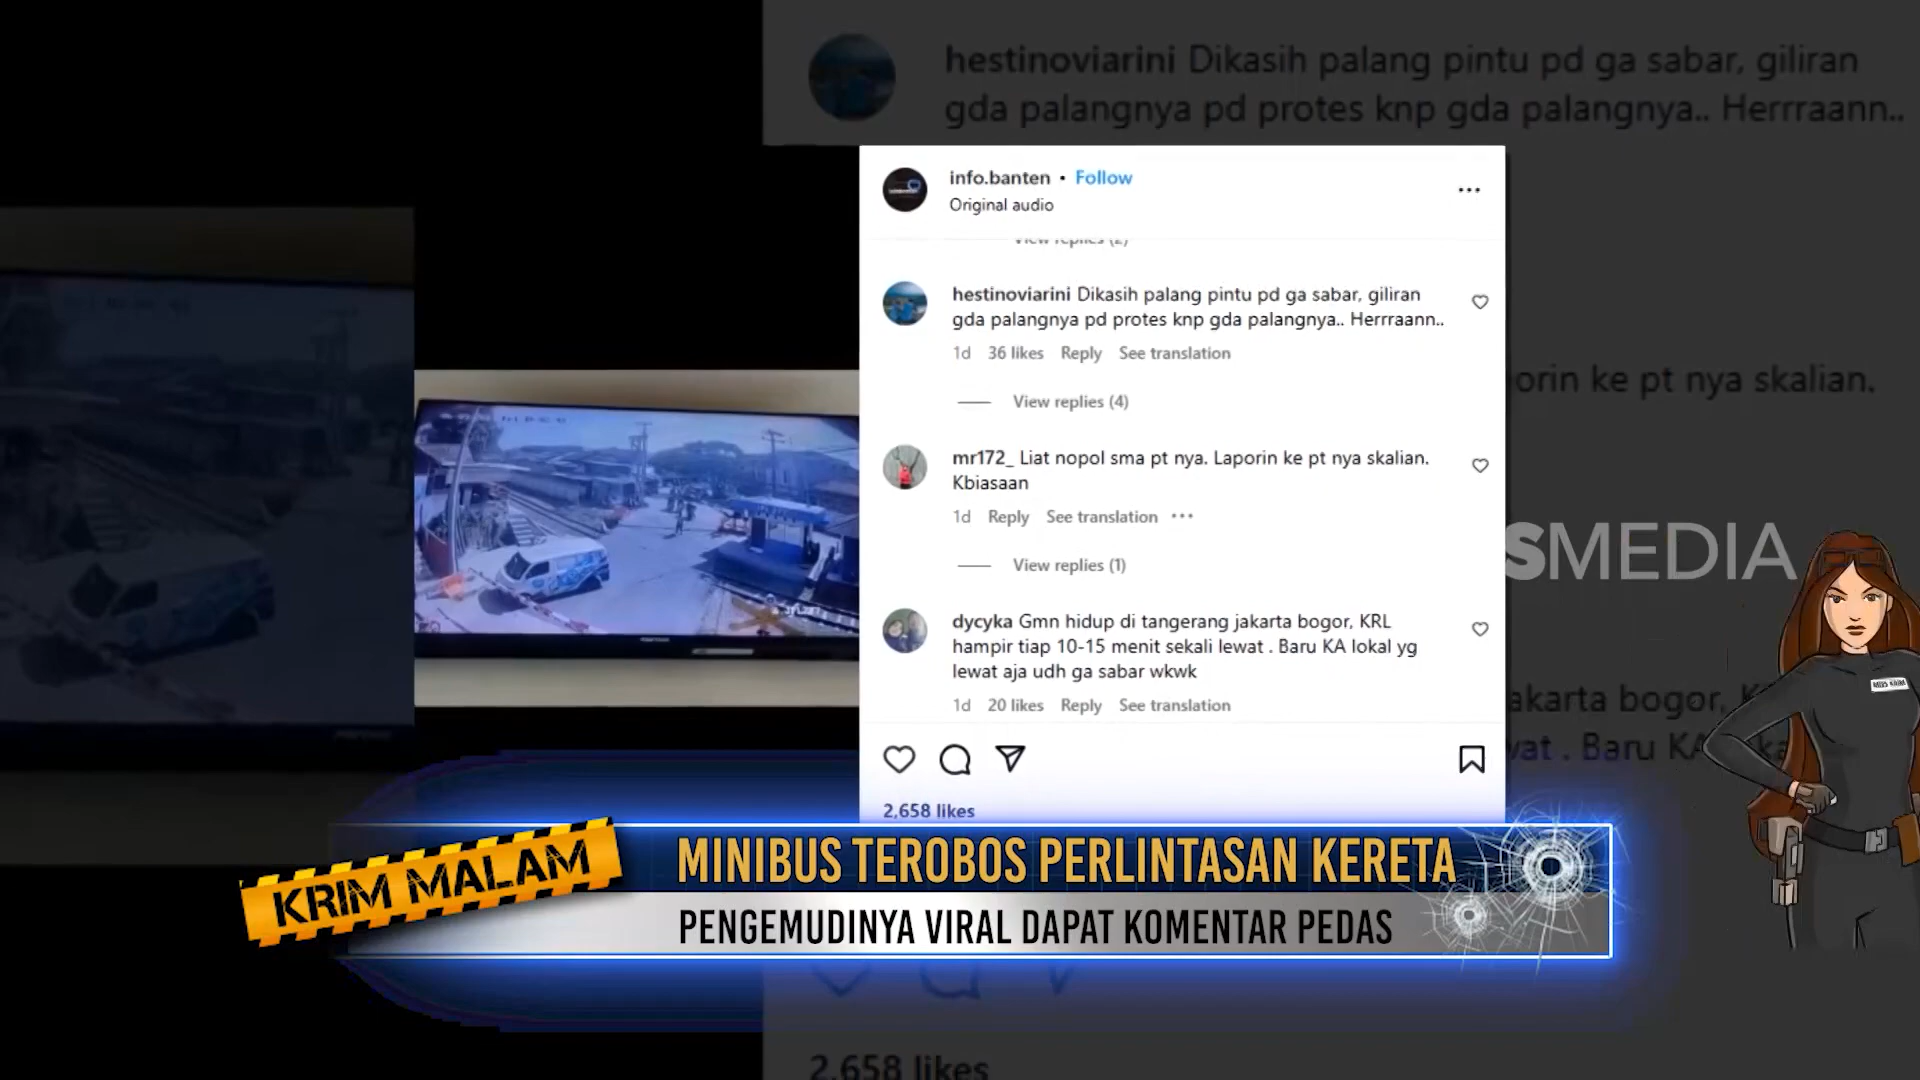 hestinoviarini Dikasih palang pintu pd ga sabar, giliran
gda palangnya pd protes knp gda palangnya.. Herrraann..
info.banten • Follow
Original audio
View replies (2)
hestinoviarini Dikasih palang pintu pd ga sabar, giliran
gda palangnya pd protes knp gda palangnya.. Herrraann..
1d 36 likes Reply See translation
View replies (4)
orin ke pt nya skalian.
mr172_ Liat nopol sma pt nya. Laporin ke pt nya skalian.
Kbiasaan
1d Reply See translation
View replies (1)
SMEDIA
dycyka Gmn hidup di tangerang jakarta bogor, KRL
hampir tiap 10-15 menit sekali lewat . Baru KA lokal yg
lewat aja udh ga sabar wkwk
1d 20 likes Reply See translation
akarta bogor,
wat . Baru KA
MISS KRIM
2,658 likes
KRIM MALAM
MINIBUS TEROBOS PERLINTASAN KERETA
PENGEMUDINYA VIRAL DAPAT KOMENTAR PEDAS
2,658 likes